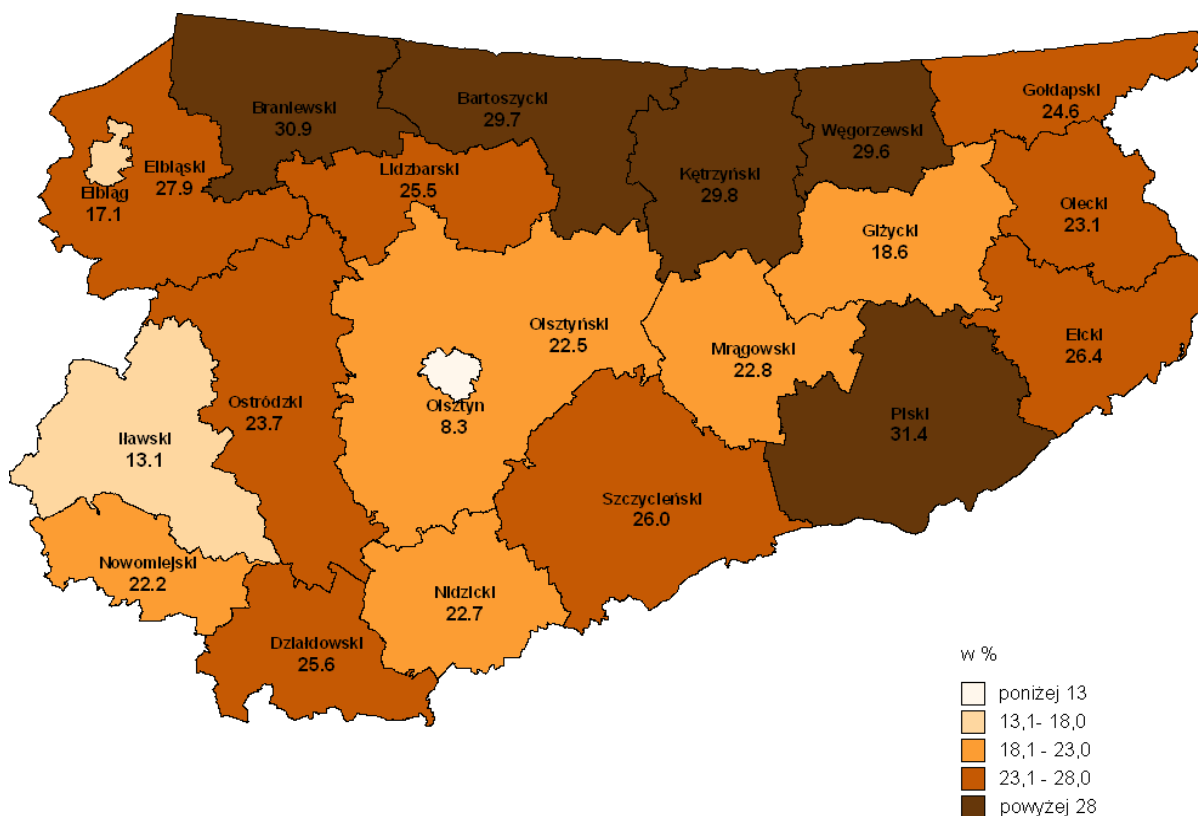 Braniewski
30.9
Bartoszycki
29.7
Gołdapski
24.6
Węgorzewski
29.6
Elbląski
27.9
Elbląg
17.1
Lidzbarski
25.5
Kętrzyński
29.8
Olecki
23.1
Giżycki
18.6
Olsztyński
22.5
Mrągowski
22.8
Ełcki
26.4
Ostródzki
23.7
Olsztyn
8.3
Piski
31.4
Iławski
13.1
Szczycieński
26.0
Nowomiejski
22.2
Nidzicki
22.7
Działdowski
25.6
w %
poniżej 13
13,1- 18,0
18,1 - 23,0
23,1 - 28,0
powyżej 28